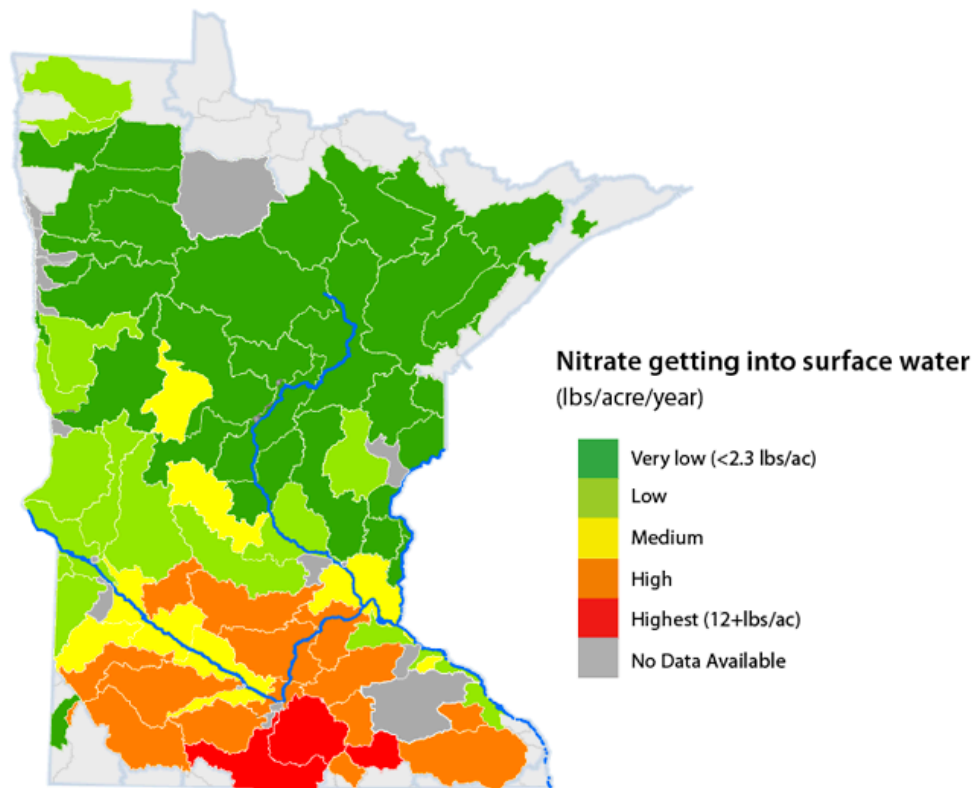 Nitrate getting into surface water
(lbs/acre/year)
Very low (<2.3 lbs/ac)
Low
Medium
High
Highest (12+lbs/ac)
No Data Available